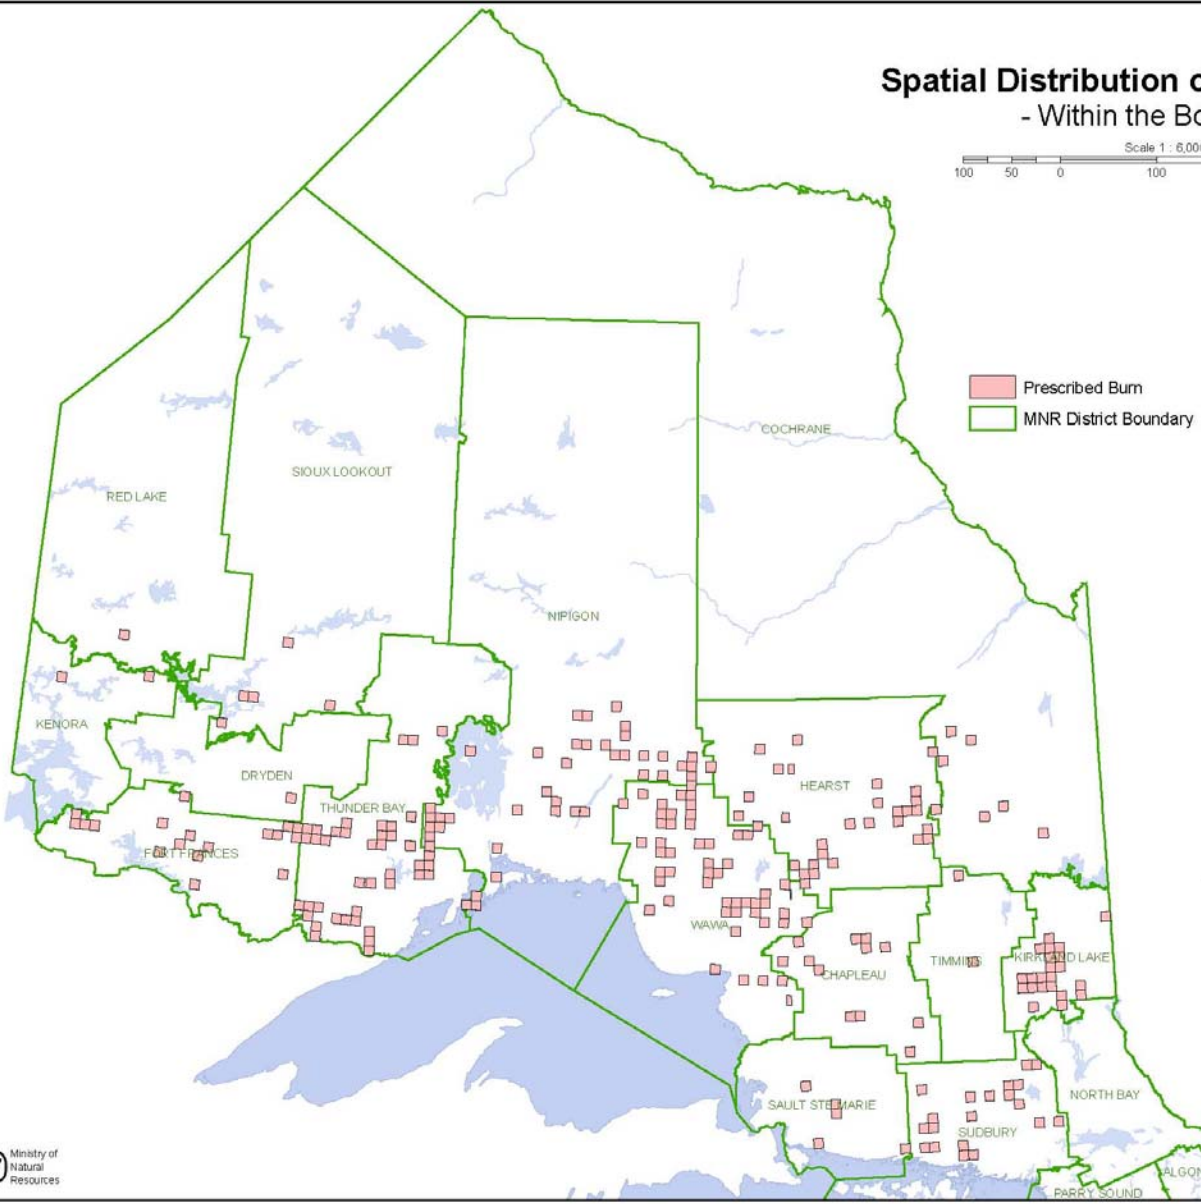 Spatial Distribution o
- Within the Bo
Scale 1 : 6,00
100 50 0 100
Prescribed Burn
MNR District Boundary
COCHRANE
SIOUX LOOKOUT
RED LAKE
NIPIGON
KENORA
DRYDEN
HEARST
THUNDER BAY
FORT FRANCES
WAWA
TIMMINS
KIRKLAND LAKE
CHAPLEAU
NORTH BAY
SAULT STE MARIE
SUDBURY
Ministry of
Natural
Resources
ALGON
PARRY SOUND